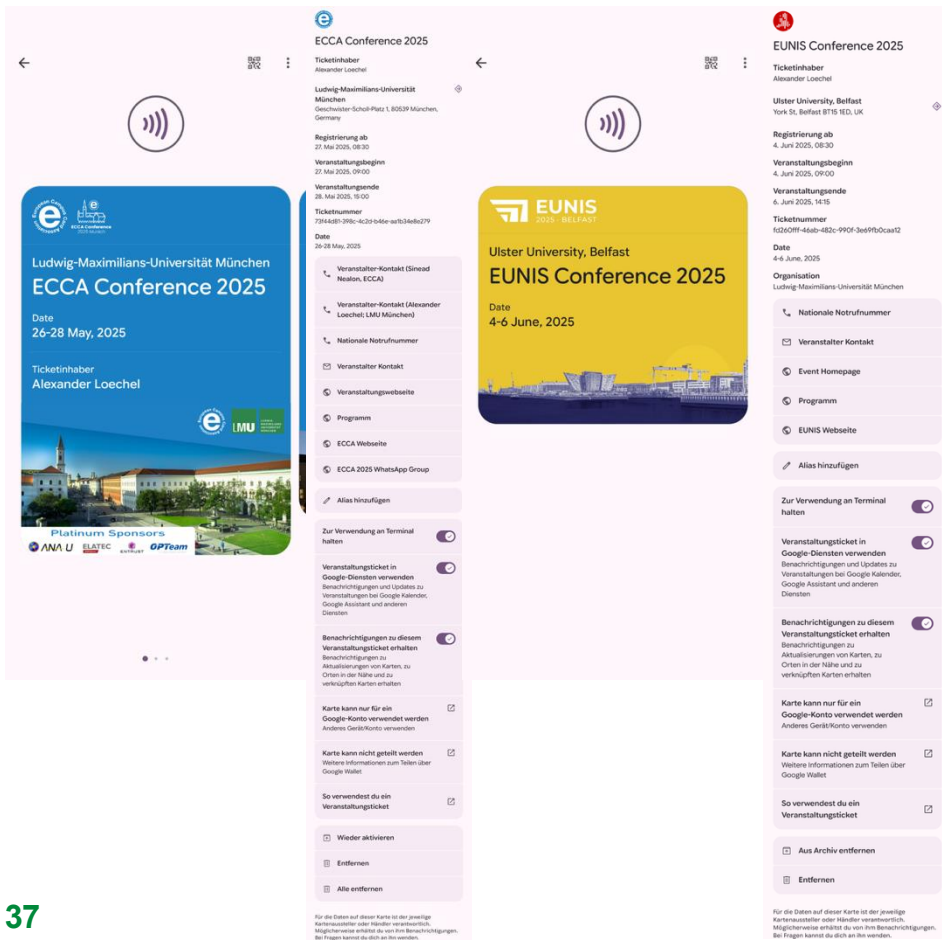 ECCA Conference
2025 Munich
Ludwig-Maximilians-Universität München
ECCA Conference 2025
Date
26-28 May, 2025
Ticketinhaber
Alexander Loechel
LMU
LUDWIG-
MAXIMILIANS-
UNIVERSITÄT
MÜNCHEN
Platinum Sponsors
ANA U ELATEC ENTRUST OPTeam
ECCA Conference 2025
Ticketinhaber
Alexander Loechel
Ludwig-Maximilians-Universität
München
Geschwister-Scholl-Platz 1, 80539 München,
Germany
Registrierung ab
27. Mai 2025, 08:30
Veranstaltungsbeginn
27. Mai 2025, 09:00
Veranstaltungsende
28. Mai 2025, 15:00
Ticketnummer
73f44d81-398c-4c2d-b46e-aa1b34e8e279
Date
26-28 May, 2025
Veranstalter-Kontakt (Sinead
Nealon, ECCA)
Veranstalter-Kontakt (Alexander
Loechel; LMU München)
Nationale Notrufnummer
Veranstalter Kontakt
Veranstaltungswebseite
Programm
ECCA Webseite
ECCA 2025 WhatsApp Group
Alias hinzufügen
Zur Verwendung an Terminal
halten
Veranstaltungsticket in
Google-Diensten verwenden
Benachrichtigungen und Updates zu
Veranstaltungen bei Google Kalender,
Google Assistant und anderen
Diensten
Benachrichtigungen zu diesem
Veranstaltungsticket erhalten
Benachrichtigungen zu
Aktualisierungen von Karten, zu
Orten in der Nähe und zu
verknüpften Karten erhalten
Karte kann nur für ein
Google-Konto verwendet werden
Anderes Gerät/Konto verwenden
Karte kann nicht geteilt werden
Weitere Informationen zum Teilen über
Google Wallet
So verwendest du ein
Veranstaltungsticket
Wieder aktivieren
Entfernen
Alle entfernen
Für die Daten auf dieser Karte ist der jeweilige
Kartenaussteller oder Händler verantwortlich.
Möglicherweise erhältst du von ihm Benachrichtigungen.
Bei Fragen kannst du dich an ihn wenden.
EUNIS
2025 - BELFAST
Ulster University, Belfast
EUNIS Conference 2025
Date
4-6 June, 2025
EUNIS Conference 2025
Ticketinhaber
Alexander Loechel
Ulster University, Belfast
York St, Belfast BT15 1ED, UK
Registrierung ab
4. Juni 2025, 08:30
Veranstaltungsbeginn
4. Juni 2025, 09:00
Veranstaltungsende
6. Juni 2025, 14:15
Ticketnummer
fd260fff-46ab-482c-990f-3e69fb0caa12
Date
4-6 June, 2025
Organisation
Ludwig-Maximilians-Universität München
Nationale Notrufnummer
Veranstalter Kontakt
Event Homepage
Programm
EUNIS Webseite
Alias hinzufügen
Zur Verwendung an Terminal
halten
Veranstaltungsticket in
Google-Diensten verwenden
Benachrichtigungen und Updates zu
Veranstaltungen bei Google Kalender,
Google Assistant und anderen
Diensten
Benachrichtigungen zu diesem
Veranstaltungsticket erhalten
Benachrichtigungen zu
Aktualisierungen von Karten, zu
Orten in der Nähe und zu
verknüpften Karten erhalten
Karte kann nur für ein
Google-Konto verwendet werden
Anderes Gerät/Konto verwenden
Karte kann nicht geteilt werden
Weitere Informationen zum Teilen über
Google Wallet
So verwendest du ein
Veranstaltungsticket
Aus Archiv entfernen
Entfernen
Für die Daten auf dieser Karte ist der jeweilige
Kartenaussteller oder Händler verantwortlich.
Möglicherweise erhältst du von ihm Benachrichtigungen.
Bei Fragen kannst du dich an ihn wenden.
37